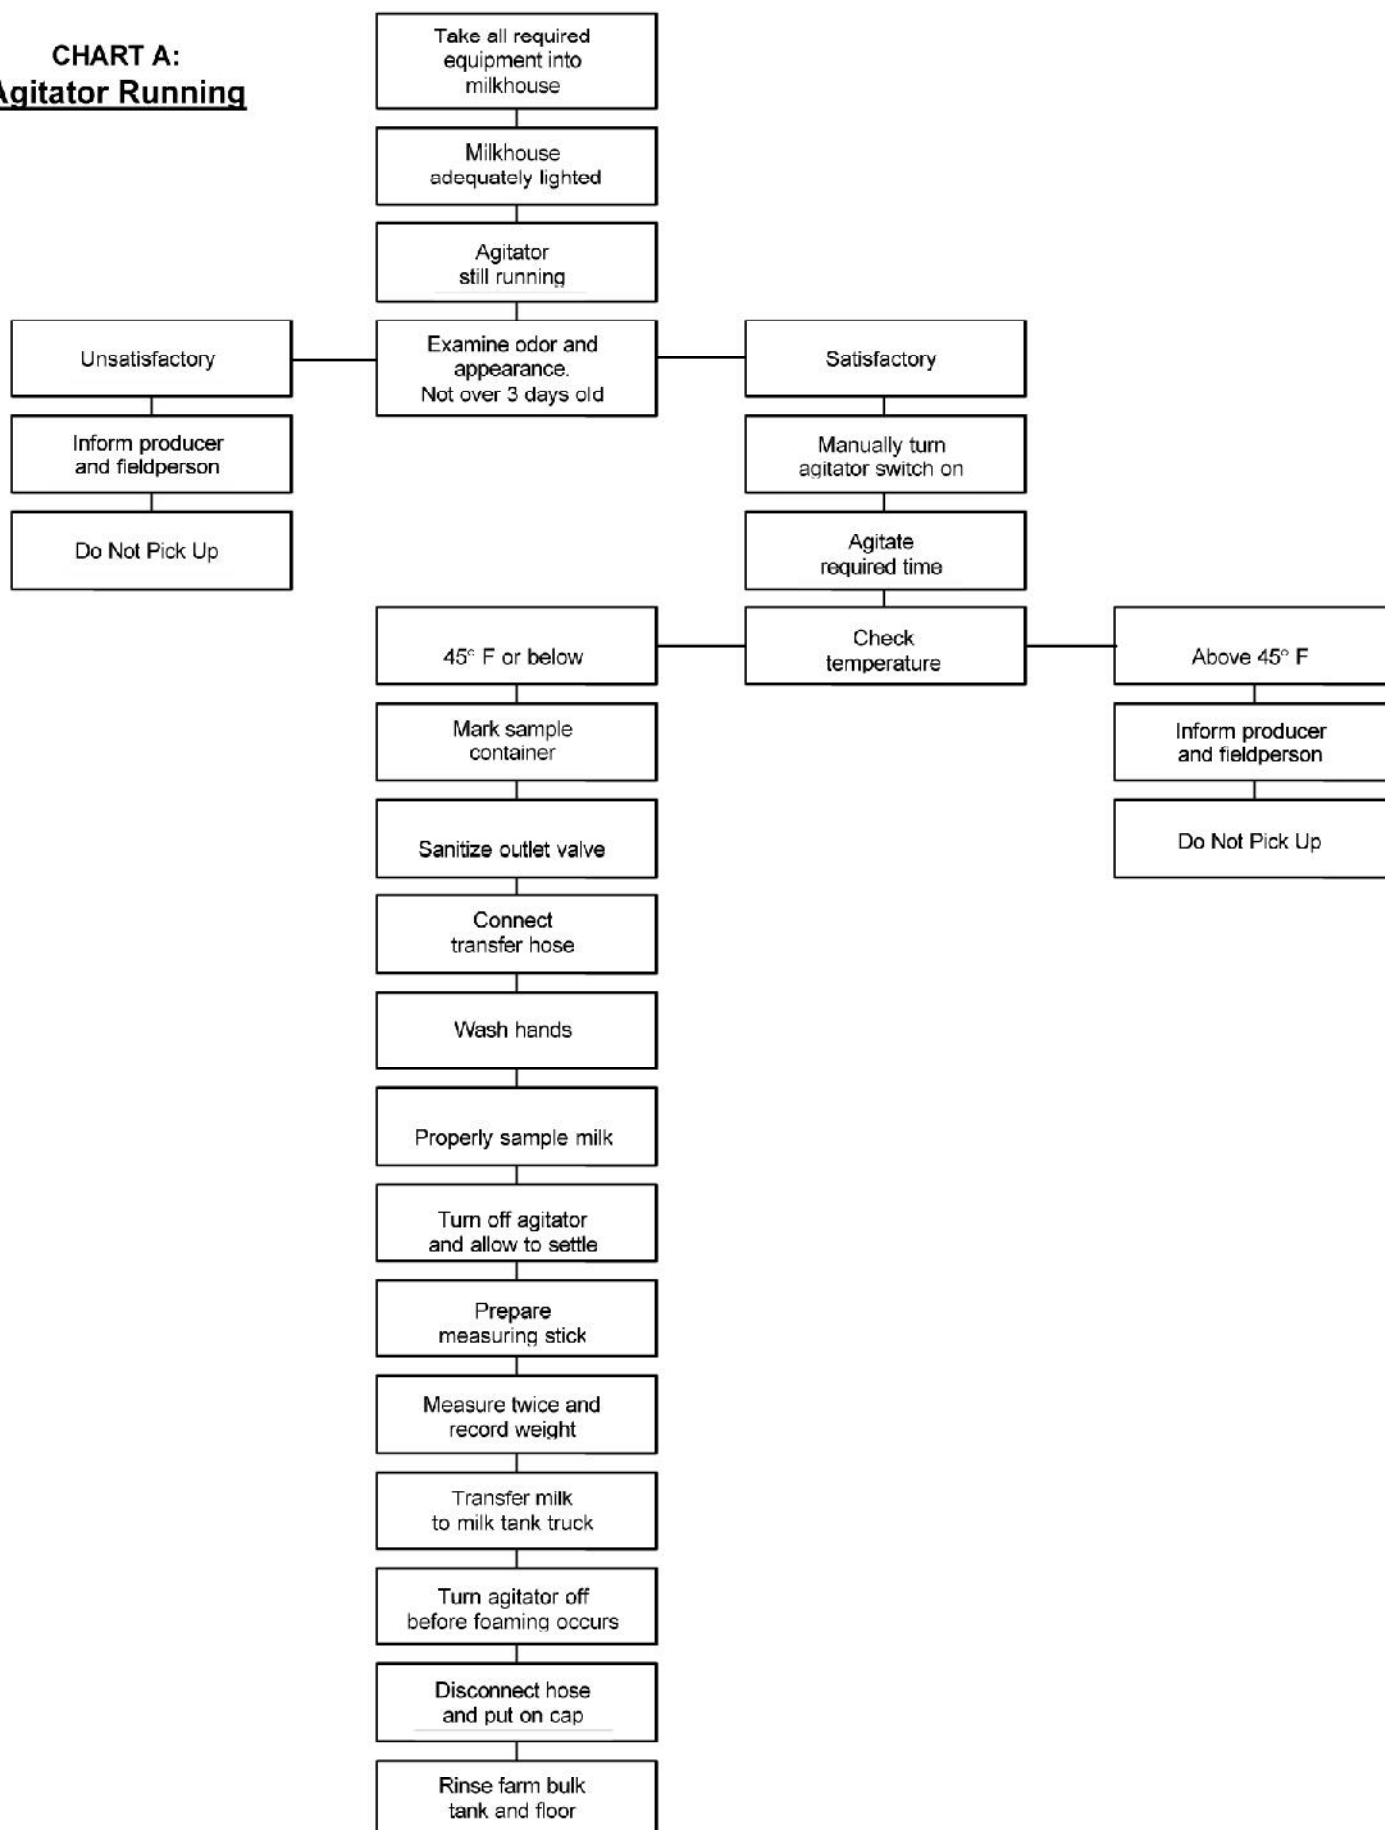 CHART A:
Agitator Running
Take all required
equipment into
milkhouse
Milkhouse
adequately lighted
Agitator
still running
Unsatisfactory
Examine odor and
appearance.
Not over 3 days old
Satisfactory
Inform producer
and fieldperson
Manually turn
agitator switch on
Do Not Pick Up
Agitate
required time
45° F or below
Check
temperature
Above 45° F
Mark sample
container
Inform producer
and fieldperson
Sanitize outlet valve
Do Not Pick Up
Connect
transfer hose
Wash hands
Properly sample milk
Turn off agitator
and allow to settle
Prepare
measuring stick
Measure twice and
record weight
Transfer milk
to milk tank truck
Turn agitator off
before foaming occurs
Disconnect hose
and put on cap
Rinse farm bulk
tank and floor